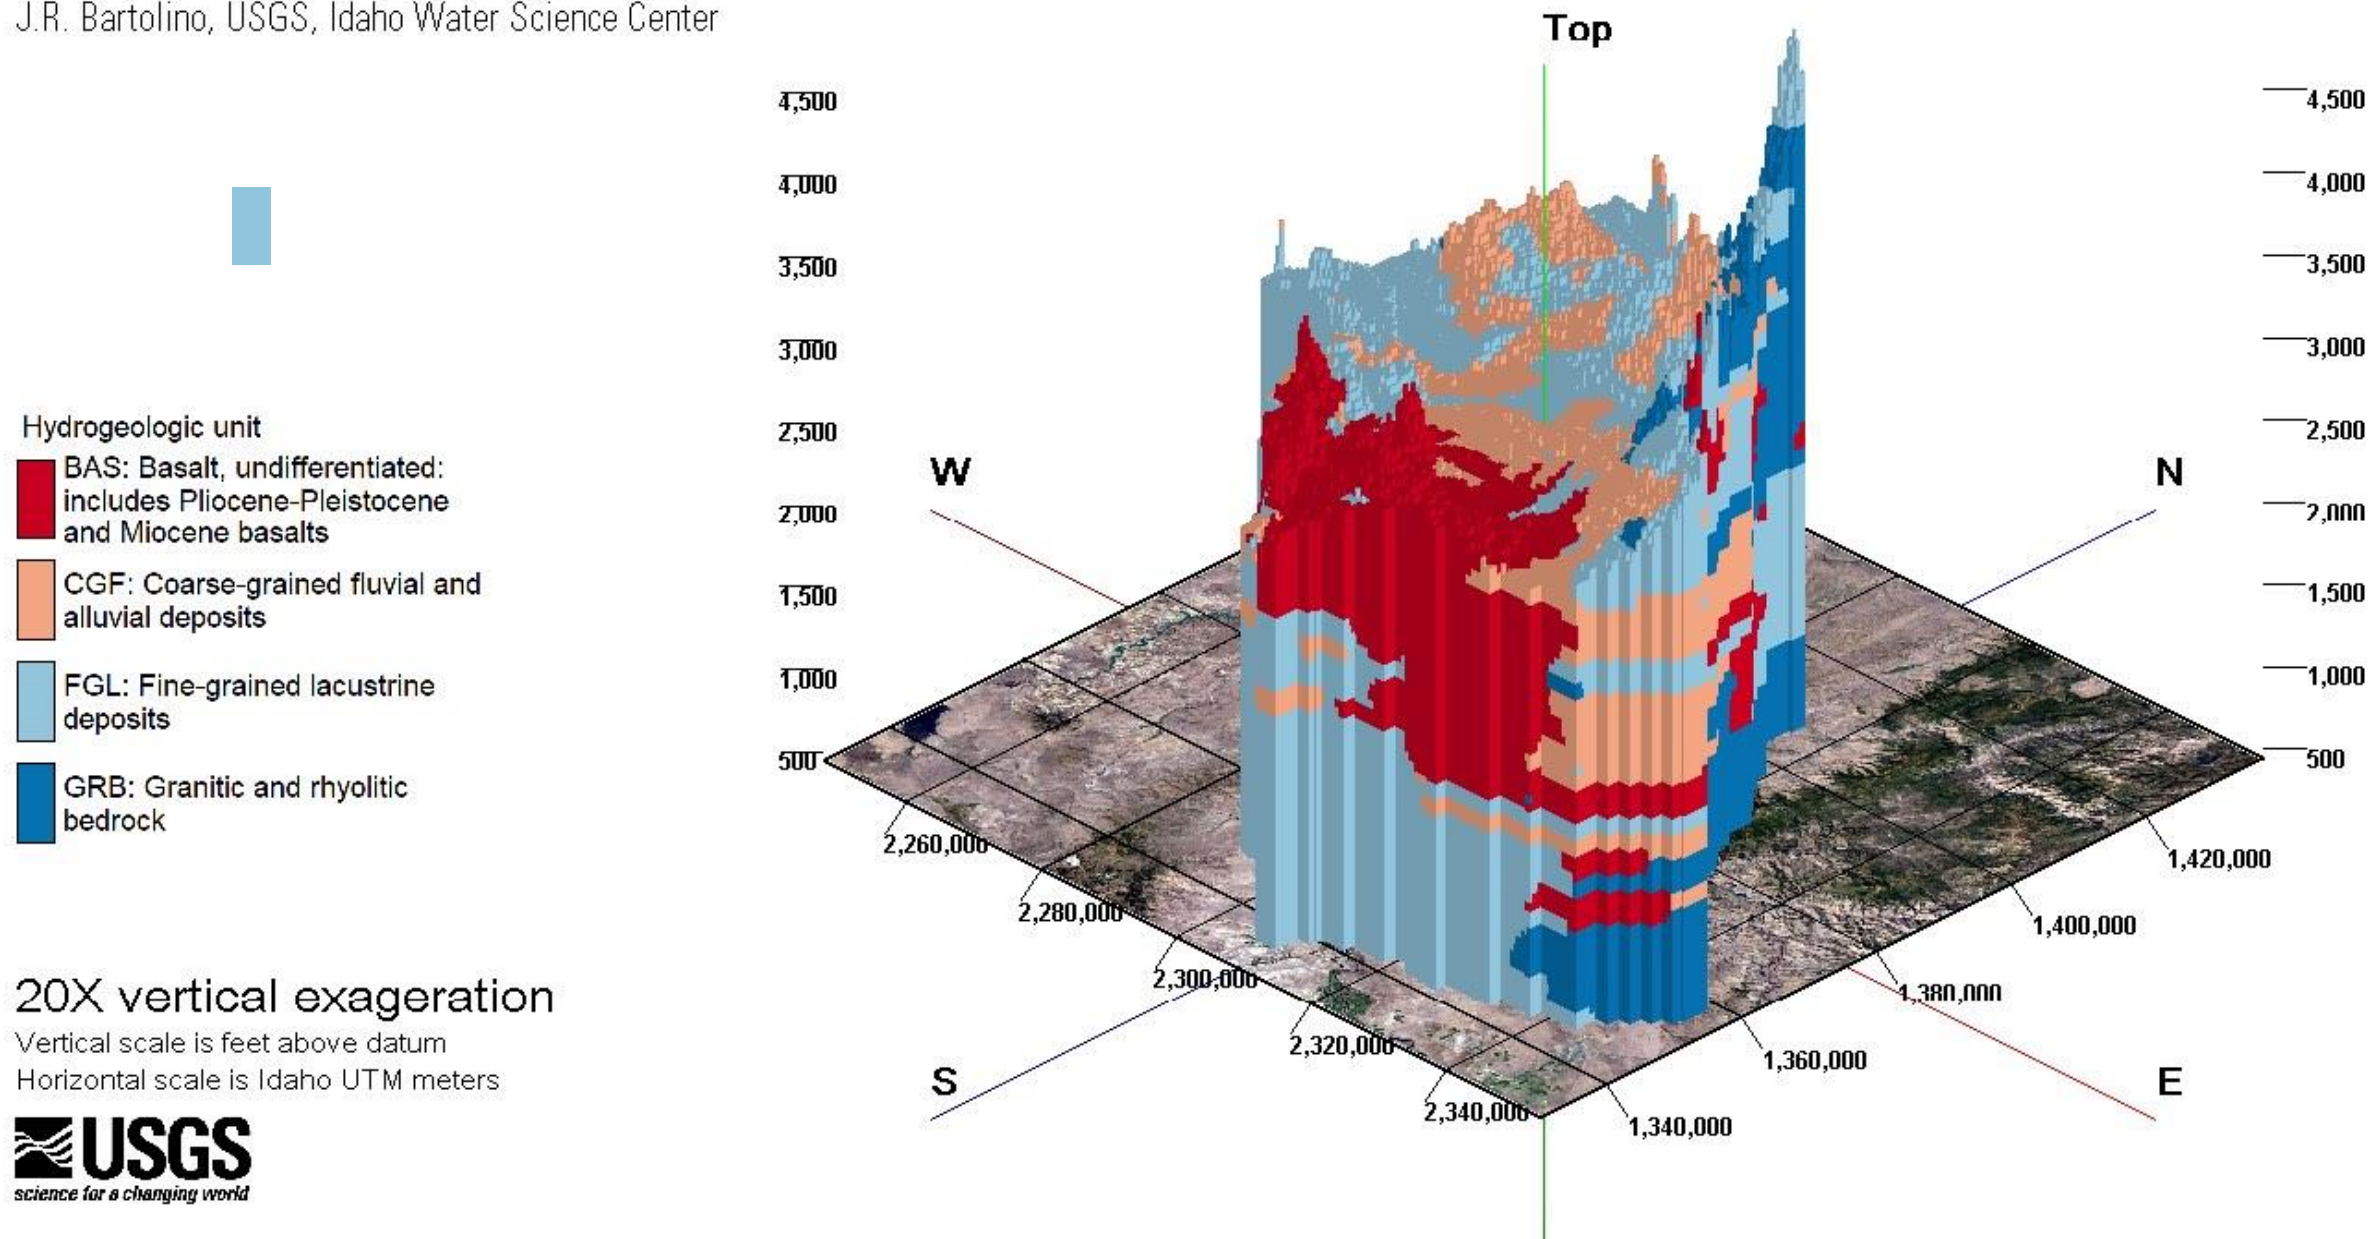 J.R. Bartolino, USGS, Idaho Water Science Center
Top
4,500
4,000
3,500
3,000
2,500
2,000
1,500
1,000
500
4,500
4,000
3,500
3,000
2,500
2,000
1,500
1,000
500
W
N
S
E
Hydrogeologic unit
BAS: Basalt, undifferentiated:
includes Pliocene-Pleistocene
and Miocene basalts
CGF: Coarse-grained fluvial and
alluvial deposits
FGL: Fine-grained lacustrine
deposits
GRB: Granitic and rhyolitic
bedrock
2,260,000
2,280,000
2,300,000
2,320,000
2,340,000
1,340,000
1,360,000
1,380,000
1,400,000
1,420,000
20X vertical exageration
Vertical scale is feet above datum
Horizontal scale is Idaho UTM meters
USGS
science for a changing world